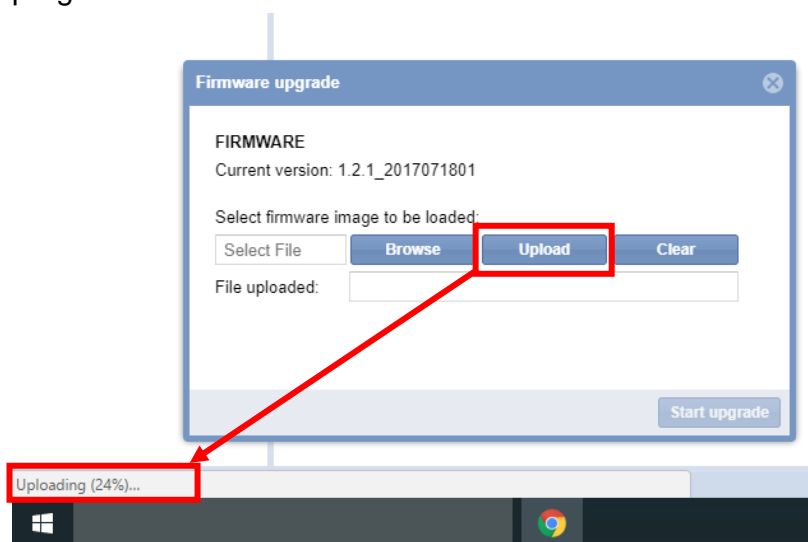 Firmware upgrade
FIRMWARE
Current version: 1.2.1_2017071801
Select firmware image to be loaded:
Select File Browse Upload Clear
File uploaded:
Start upgrade
Uploading (24%)...